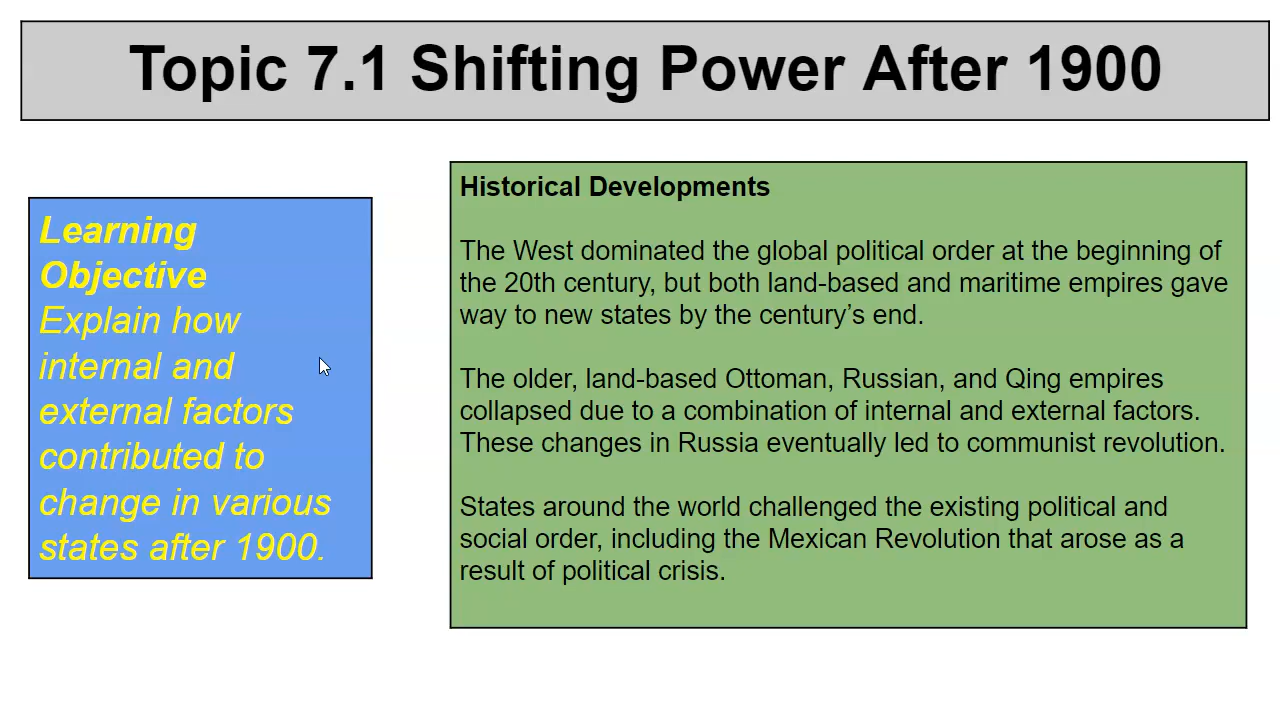 Topic 7.1 Shifting Power After 1900
Learning
Objective
Explain how
internal and
external factors
contributed to
change in various
states after 1900.
Historical Developments
The West dominated the global political order at the beginning of
the 20th century, but both land-based and maritime empires gave
way to new states by the century’s end.
The older, land-based Ottoman, Russian, and Qing empires
collapsed due to a combination of internal and external factors.
These changes in Russia eventually led to communist revolution.
States around the world challenged the existing political and
social order, including the Mexican Revolution that arose as a
result of political crisis.